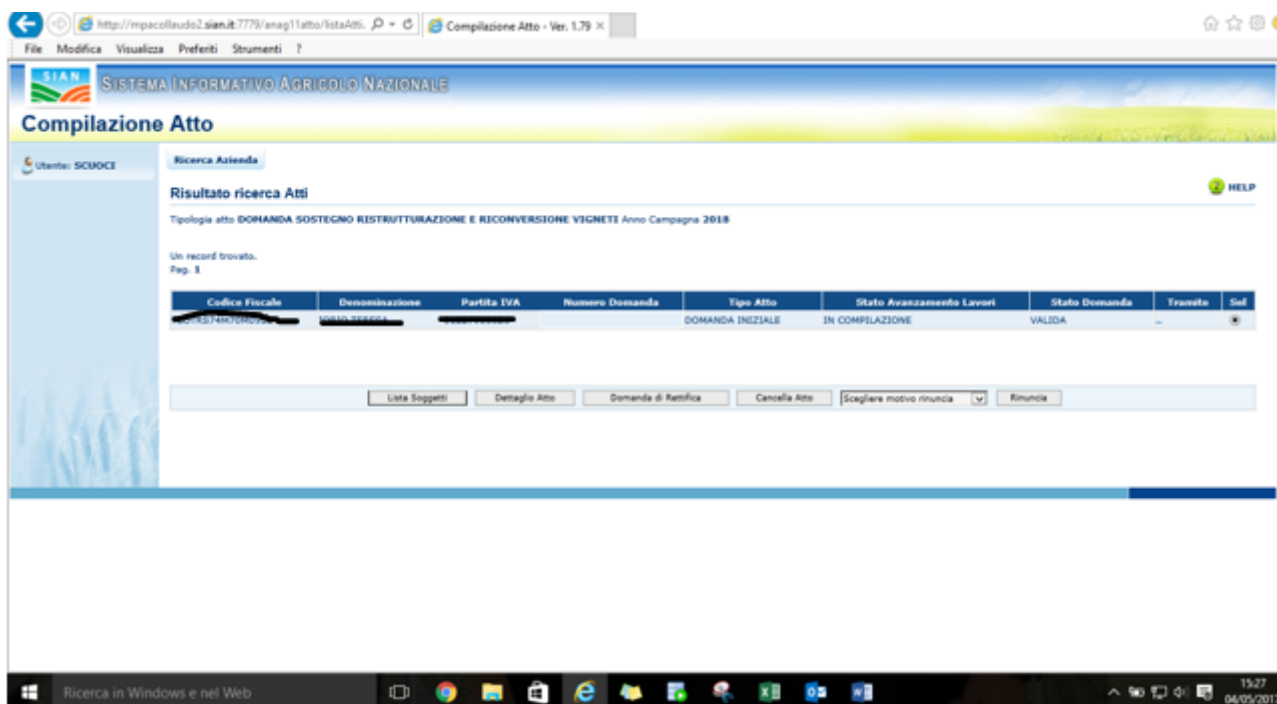 http://mpacollaudo2.sian.it:7779/anag11atto/listaAtti.
Compilazione Atto - Ver. 1.79
File Modifica Visualizza Preferiti Strumenti ?
SIAN
SISTEMA INFORMATIVO AGRICOLO NAZIONALE
Compilazione Atto
Utente: SCUOCI
Ricerca Azienda
Risultato ricerca Atti
HELP
Tipologia atto DOMANDA SOSTEGNO RISTRUTTURAZIONE E RICONVERSIONE VIGNETI Anno Campagna 2018
Un record trovato.
Pag. 1
Codice Fiscale Denominazione Partita IVA Numero Domanda Tipo Atto Stato Avanzamento Lavori Stato Domanda Tramite Sel
DOMANDA INIZIALE IN COMPILAZIONE VALIDA
Lista Soggetti Dettaglio Atto Domanda di Rettifica Cancella Atto Scegliere motivo rinuncia Rinuncia
Ricerca in Windows e nel Web
15:27
04/05/2017